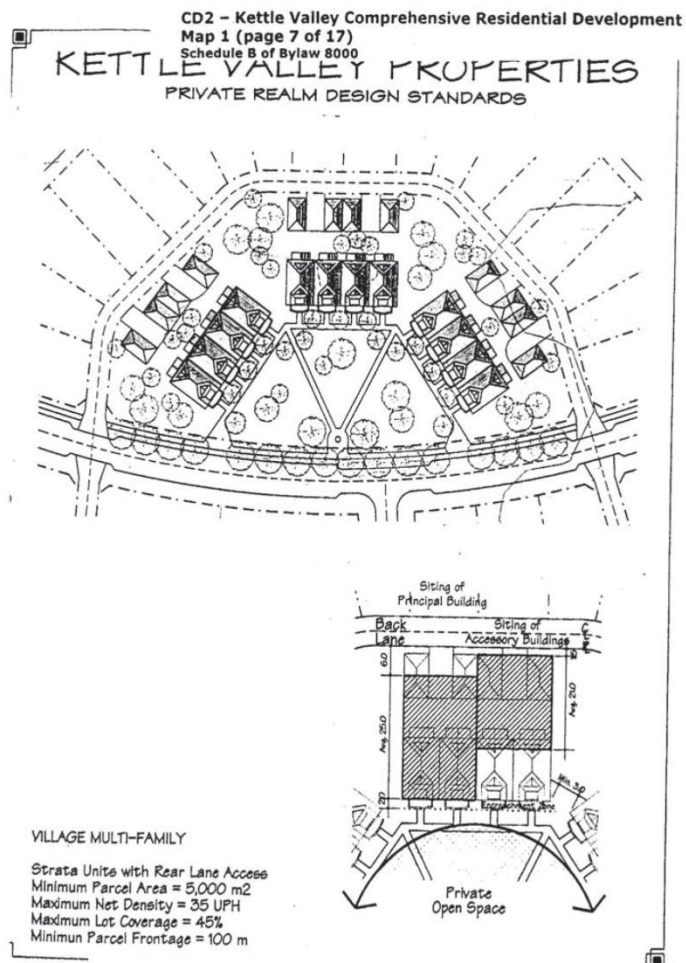 CD2 – Kettle Valley Comprehensive Residential Development
Map 1 (page 7 of 17)
Schedule B of Bylaw 8000
KETTLE VALLEY PROPERTIES
PRIVATE REALM DESIGN STANDARDS
Siting of
Principal Building
Back
Lane
Siting of
Accessory Buildings
6.0
Avg. 25.0
2.0
Avg. 21.0
Min. 3.0
Encroachment Zone
Private
Open Space
VILLAGE MULTI-FAMILY
Strata Units with Rear Lane Access
Minimum Parcel Area = 5,000 m2
Maximum Net Density = 35 UPH
Maximum Lot Coverage = 45%
Minimun Parcel Frontage = 100 m